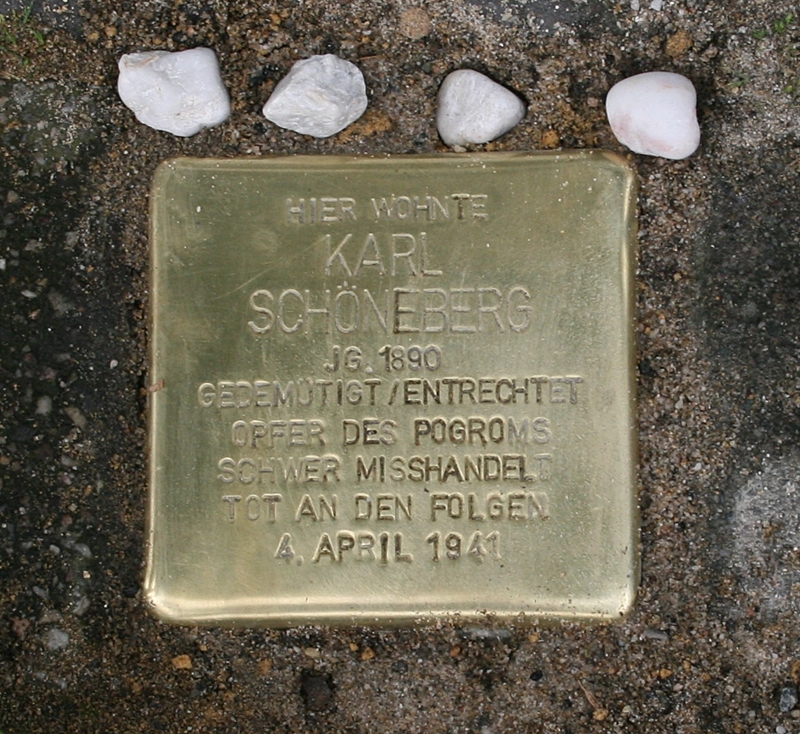 HIER WOHNTE
KARL
SCHÖNEBERG
JG. 1890
GEDEMÜTIGT / ENTRECHTET
OPFER DES POGROMS
SCHWER MISSHANDELT
TOT AN DEN FOLGEN
4. APRIL 1941